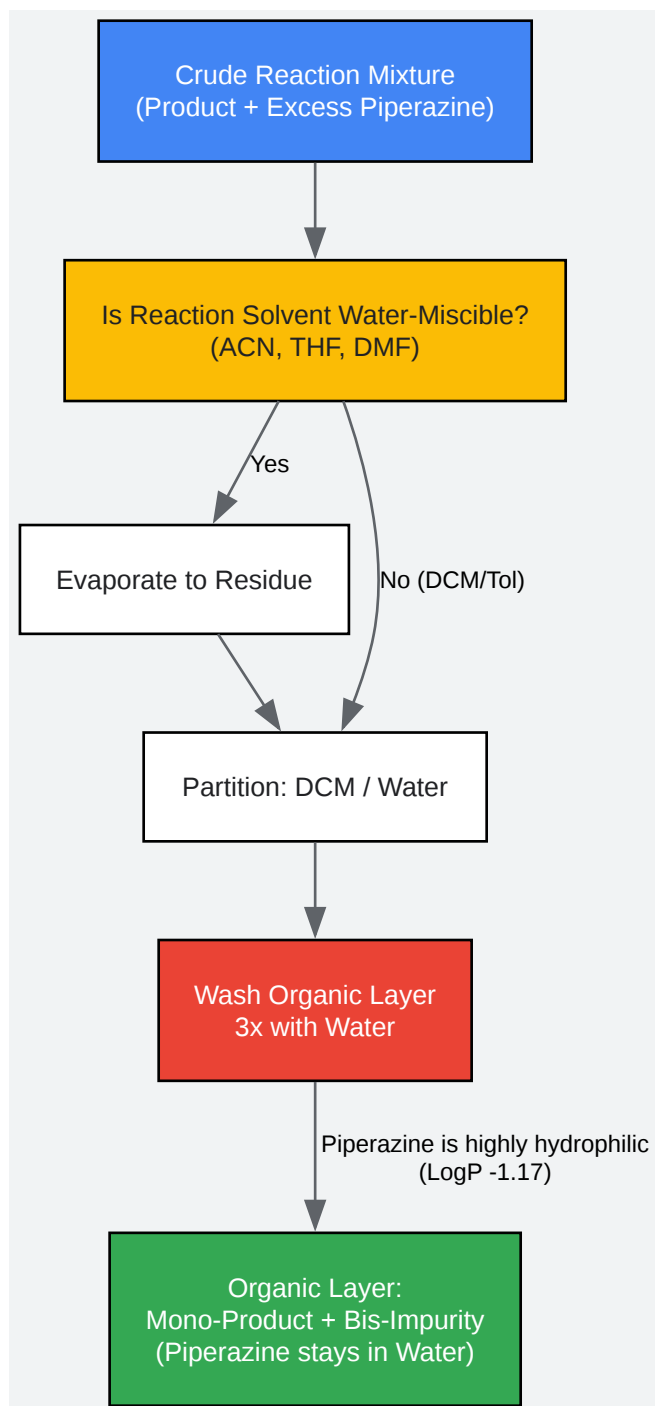 Crude Reaction Mixture
(Product + Excess Piperazine)
Is Reaction Solvent Water-Miscible?
(ACN, THF, DMF)
Yes
Evaporate to Residue
No (DCM/Tol)
Partition: DCM / Water
Wash Organic Layer
3x with Water
Piperazine is highly hydrophilic
(LogP -1.17)
Organic Layer:
Mono-Product + Bis-Impurity
(Piperazine stays in Water)